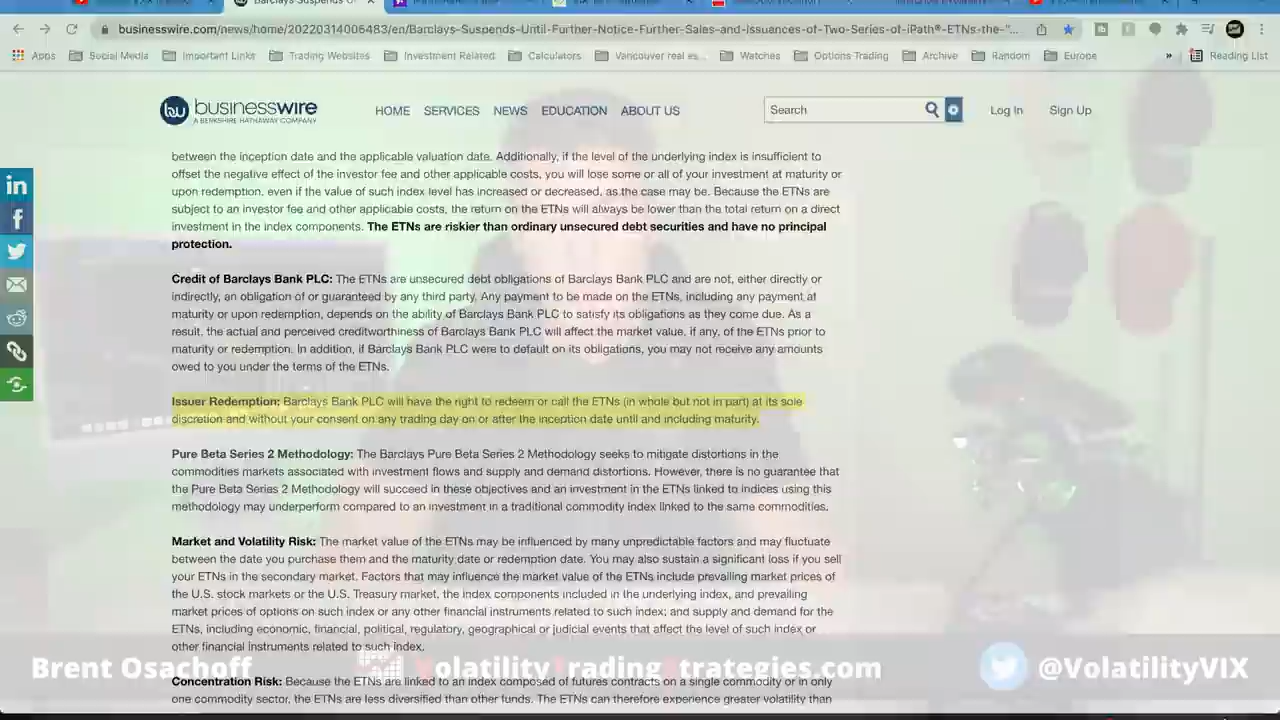 businesswire.com/news/home/20220314006483/en/Barclays-Suspends-Until-Further-Notice-Further-Sales-and-Issuances-of-Two-Series-of-iPath®-ETNs-the-"...
Apps Social Media Important Links Trading Websites Investment Related Calculators Vancouver real es... Watches Options Trading Archive Random Europe » Reading List
businesswire
A BERKSHIRE HATHAWAY COMPANY
HOME SERVICES NEWS EDUCATION ABOUT US Search Log In Sign Up
between the inception date and the applicable valuation date. Additionally, if the level of the underlying index is insufficient to
offset the negative effect of the investor fee and other applicable costs, you will lose some or all of your investment at maturity or
upon redemption, even if the value of such index level has increased or decreased, as the case may be. Because the ETNs are
subject to an investor fee and other applicable costs, the return on the ETNs will always be lower than the total return on a direct
investment in the index components. The ETNs are riskier than ordinary unsecured debt securities and have no principal
protection.
Credit of Barclays Bank PLC: The ETNs are unsecured debt obligations of Barclays Bank PLC and are not, either directly or
indirectly, an obligation of or guaranteed by any third party. Any payment to be made on the ETNs, including any payment at
maturity or upon redemption, depends on the ability of Barclays Bank PLC to satisfy its obligations as they come due. As a
result, the actual and perceived creditworthiness of Barclays Bank PLC will affect the market value, if any, of the ETNs prior to
maturity or redemption. In addition, if Barclays Bank PLC were to default on its obligations, you may not receive any amounts
owed to you under the terms of the ETNs.
Issuer Redemption: Barclays Bank PLC will have the right to redeem or call the ETNs (in whole but not in part) at its sole
discretion and without your consent on any trading day on or after the inception date until and including maturity.
Pure Beta Series 2 Methodology: The Barclays Pure Beta Series 2 Methodology seeks to mitigate distortions in the
commodities markets associated with investment flows and supply and demand distortions. However, there is no guarantee that
the Pure Beta Series 2 Methodology will succeed in these objectives and an investment in the ETNs linked to indices using this
methodology may underperform compared to an investment in a traditional commodity index linked to the same commodities.
Market and Volatility Risk: The market value of the ETNs may be influenced by many unpredictable factors and may fluctuate
between the date you purchase them and the maturity date or redemption date. You may also sustain a significant loss if you sell
your ETNs in the secondary market. Factors that may influence the market value of the ETNs include prevailing market prices of
the U.S. stock markets or the U.S. Treasury market, the index components included in the underlying index, and prevailing
market prices of options on such index or any other financial instruments related to such index; and supply and demand for the
ETNs, including economic, financial, political, regulatory, geographical or judicial events that affect the level of such index or
other financial instruments related to such index.
Brent Osachoff VolatilityTradingStrategies.com @VolatilityVIX
Concentration Risk: Because the ETNs are linked to an index composed of futures contracts on a single commodity or in only
one commodity sector, the ETNs are less diversified than other funds. The ETNs can therefore experience greater volatility than